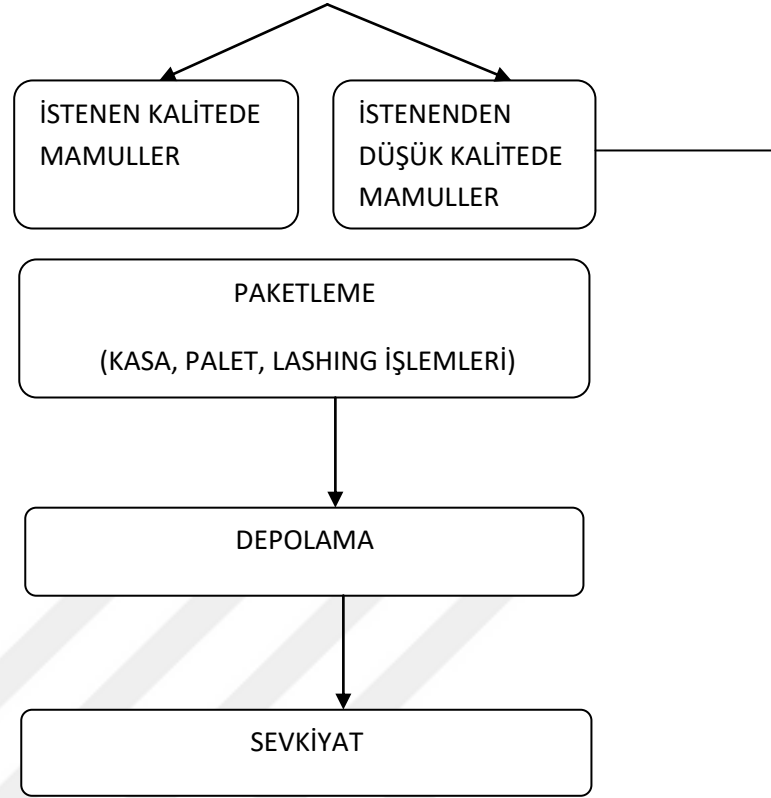 İSTENEN KALİTEDE
MAMULLER
İSTENENDEN
DÜŞÜK KALİTEDE
MAMULLER
PAKETLEME
(KASA, PALET, LASHING İŞLEMLERİ)
DEPOLAMA
SEVKİYAT